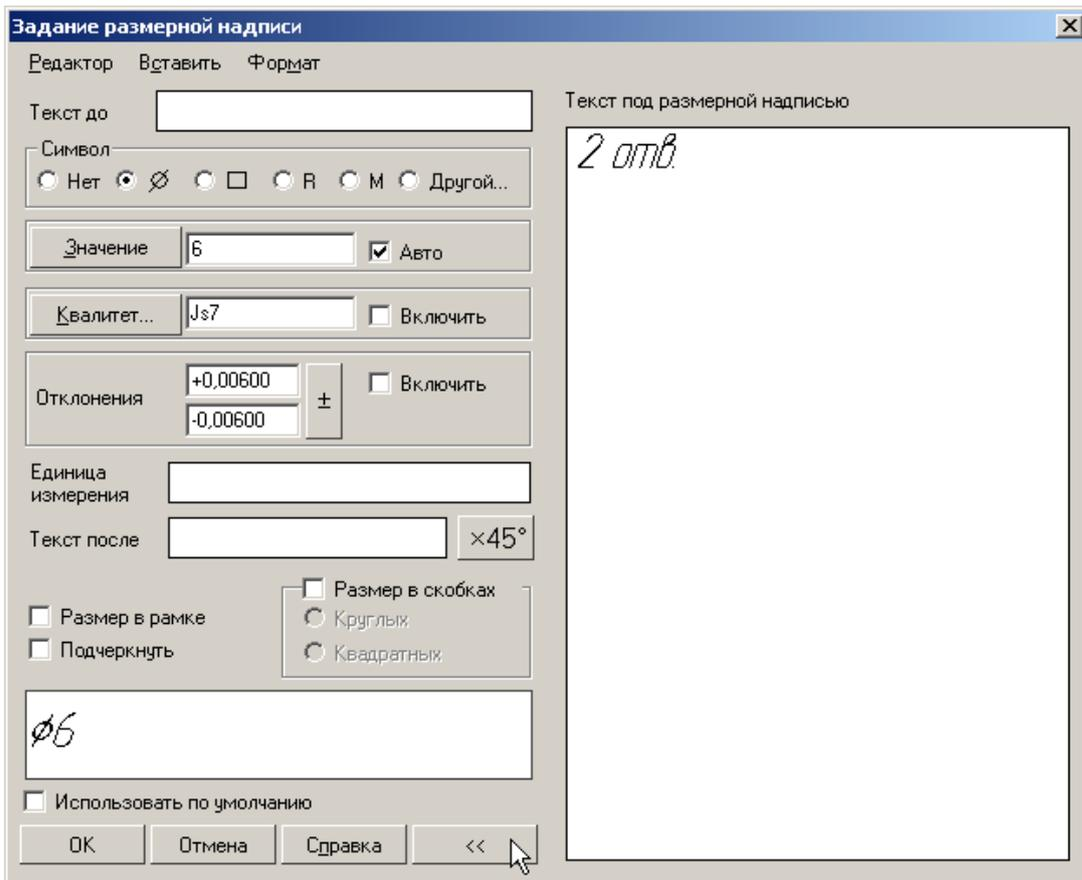 Задание размерной надписи
Редактор Вставить Формат
Текст до
Символ
Нет ⌀ □ R M Другой...
Значение 6 Авто
Квалитет... Js7 Включить
Отклонения +0,00600 ± Включить
-0,00600
Единица
измерения
Текст после ×45°
Размер в скобках
Размер в рамке Круглых
Подчеркнуть Квадратных
⌀6
Использовать по умолчанию
OK Отмена Справка <<
Текст под размерной надписью
2 отв.